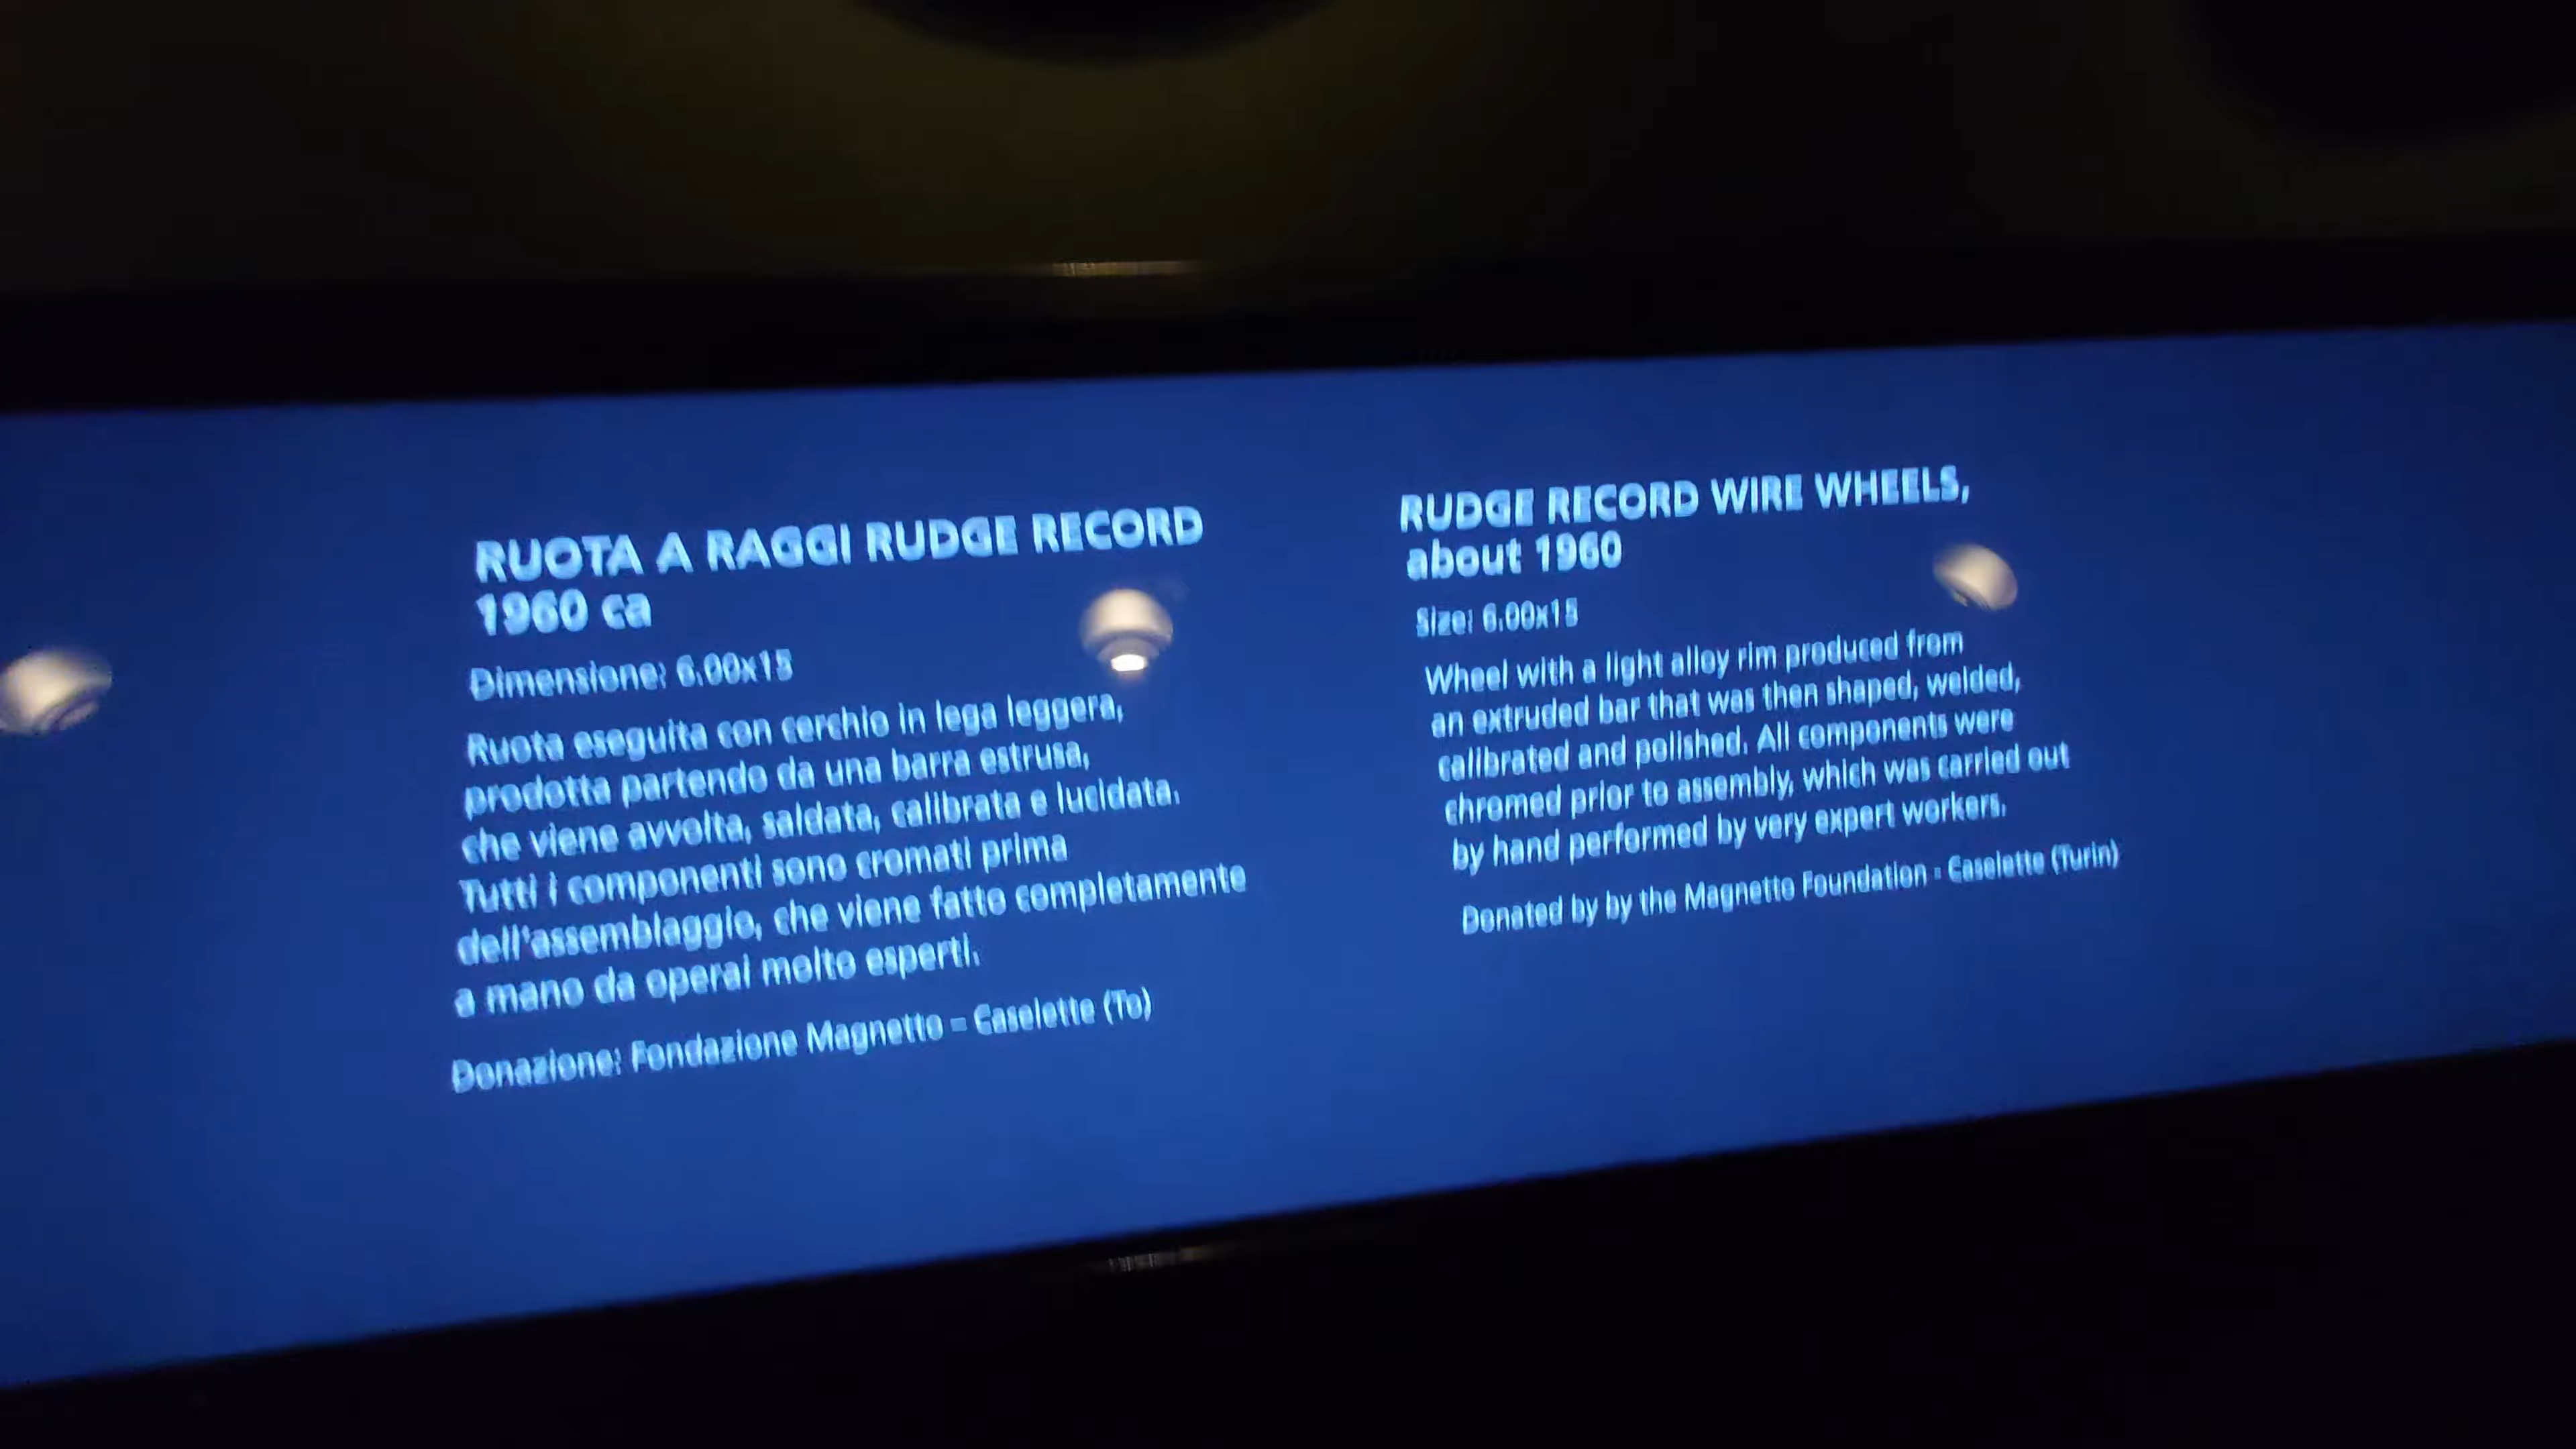 RUOTA A RAGGI RUDGE RECORD
1960 ca
Dimensione: 6.00x15
Ruota eseguita con cerchio in lega leggera,
prodotta partendo da una barra estrusa,
che viene avvolta, saldata, calibrata e lucidata.
Tutti i componenti sono cromati prima
dell'assemblaggio, che viene fatto completamente
a mano da operai molto esperti.
Donazione: Fondazione Magnetto - Caselette (To)
RUDGE RECORD WIRE WHEELS,
about 1960
Size: 6.00x15
Wheel with a light alloy rim produced from
an extruded bar that was then shaped, welded,
calibrated and polished. All components were
chromed prior to assembly, which was carried out
by hand performed by very expert workers.
Donated by by the Magnetto Foundation - Caselette (Turin)